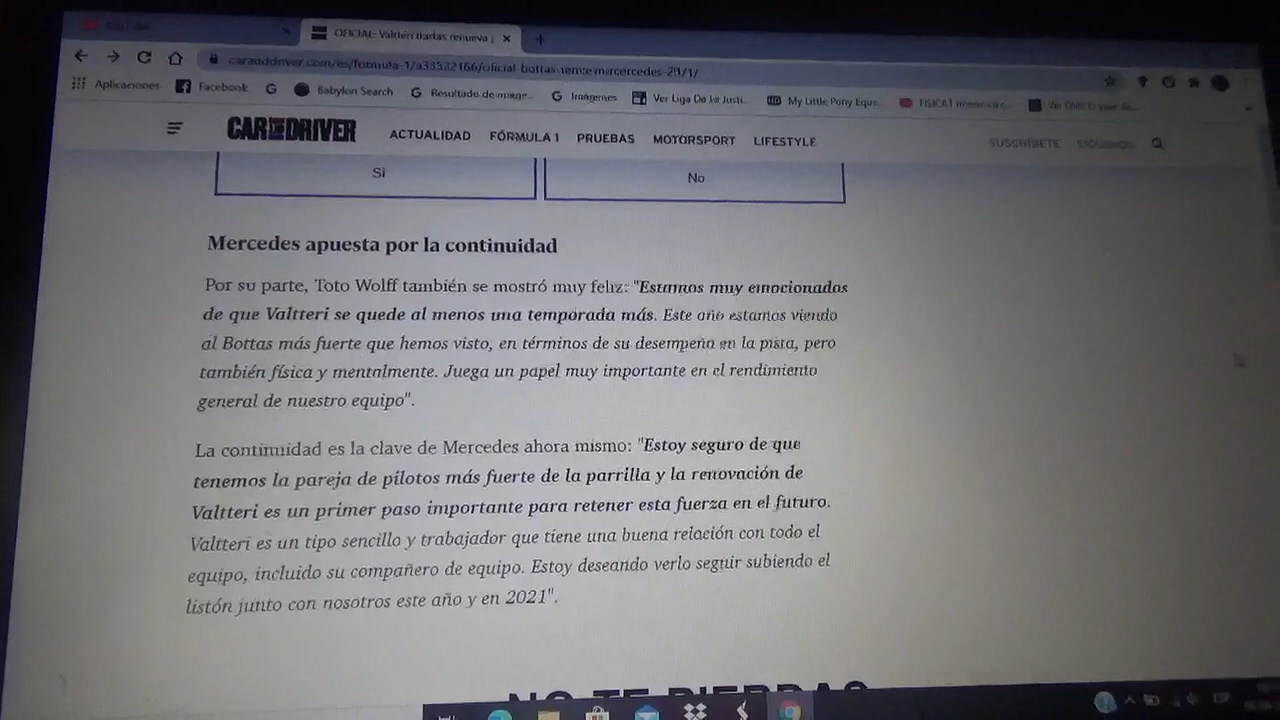 OFICIAL: Valtteri Bottas renueva
Aplicaciones Facebook G Babylon Search Resultado de image... Imágenes Ver Liga De La Justi... My Little Pony Eque...
CAR AND DRIVER ACTUALIDAD FÓRMULA 1 PRUEBAS MOTORSPORT LIFESTYLE SUSCRÍBETE SÍGUENOS
Sí No
Mercedes apuesta por la continuidad
Por su parte, Toto Wolff también se mostró muy feliz: "Estamos muy emocionados
de que Valtteri se quede al menos una temporada más. Este año estamos viendo
al Bottas más fuerte que hemos visto, en términos de su desempeño en la pista, pero
también física y mentalmente. Juega un papel muy importante en el rendimiento
general de nuestro equipo".
La continuidad es la clave de Mercedes ahora mismo: "Estoy seguro de que
tenemos la pareja de pilotos más fuerte de la parrilla y la renovación de
Valtteri es un primer paso importante para retener esta fuerza en el futuro.
Valtteri es un tipo sencillo y trabajador que tiene una buena relación con todo el
equipo, incluido su compañero de equipo. Estoy deseando verlo seguir subiendo el
listón junto con nosotros este año y en 2021".
NO TE PIERDAS